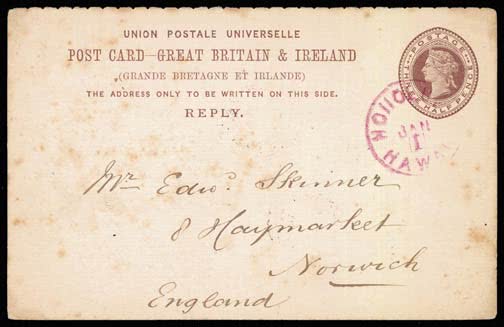 UNION POSTALE UNIVERSELLE
POST CARD—GREAT BRITAIN & IRELAND
(GRANDE BRETAGNE ET IRLANDE)
THE ADDRESS ONLY TO BE WRITTEN ON THIS SIDE.
REPLY.
POSTAGE
HALFPENNY
JAN
1
HAWAI
Mr Edwd. Skinner
8 Haymarket
Norwich
England